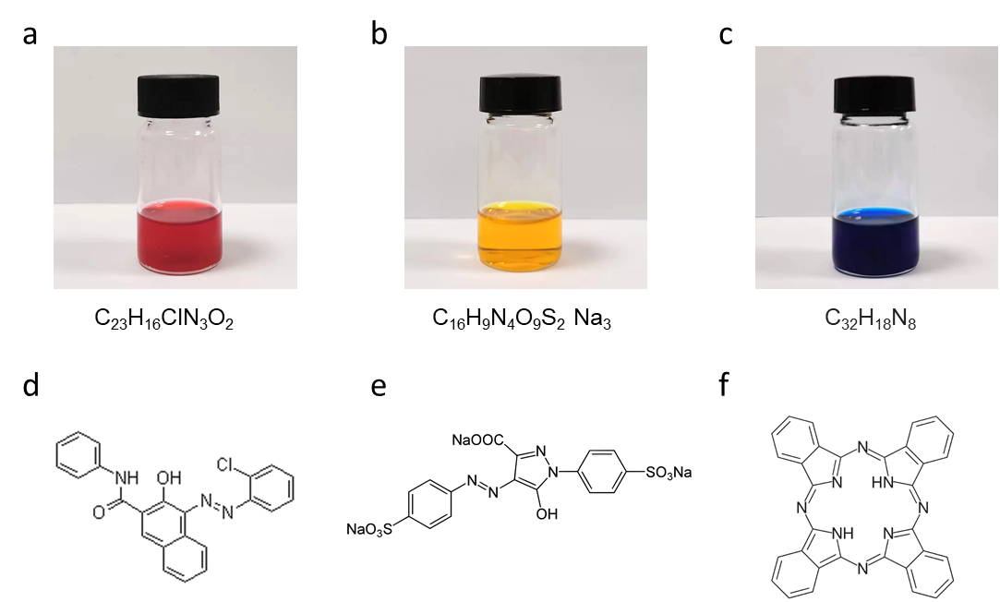 a b c
C₂₃H₁₆ClN₃O₂ C₁₆H₉N₄O₉S₂ Na₃ C₃₂H₁₈N₈
d e f
NH
O
OH
N
N
Cl
NaOOC
N
N
N
N
OH
SO₃Na
NaO₃S
N
N
HN
N
N
NH
N
N